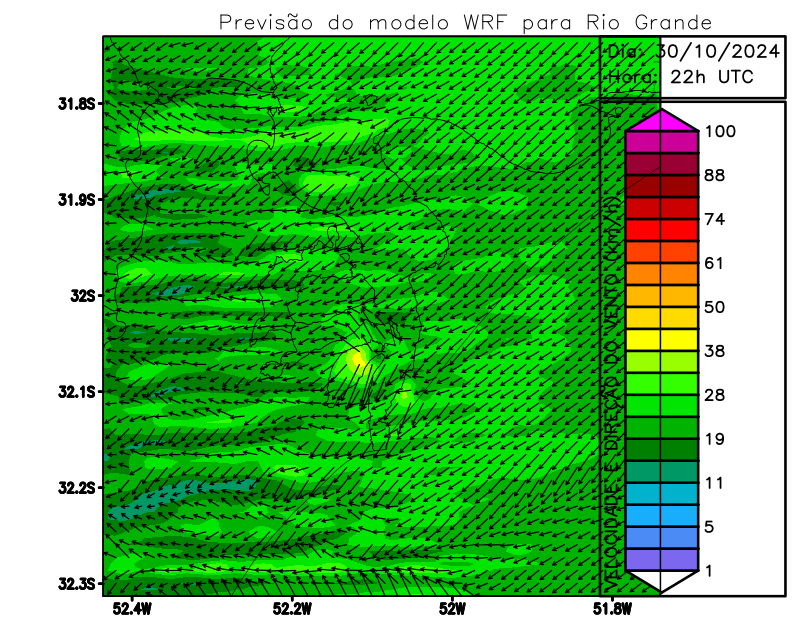 Previsão do modelo WRF para Rio Grande
Dia: 30/10/2024
Hora: 22h UTC
31.8S
31.9S
32S
32.1S
32.2S
32.3S
52.4W
52.2W
52W
51.8W
VELOCIDADE E DIREÇÃO DO VENTO (km/h)
100
88
74
61
50
38
28
19
11
5
1